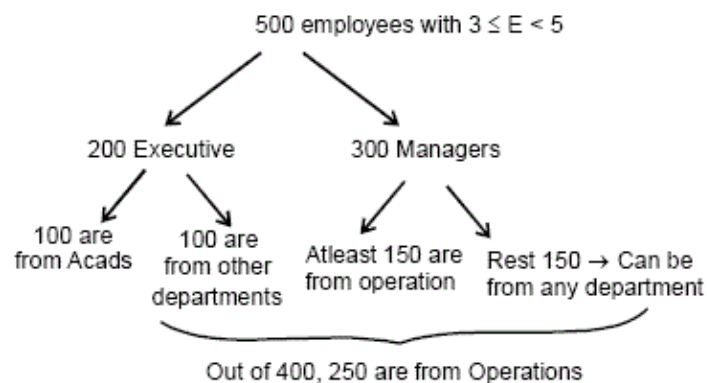 500 employees with 3 ≤ E < 5
200 Executive
300 Managers
100 are
from Acads
100 are
from other
departments
Atleast 150 are
from operation
Rest 150 → Can be
from any department
Out of 400, 250 are from Operations